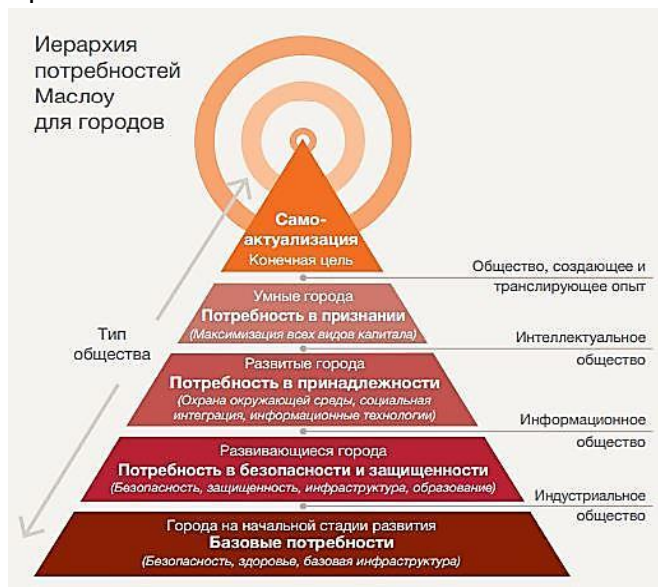 Иерархия
потребностей
Маслоу
для городов
Само-
актуализация
Конечная цель
Общество, создающее и
транслирующее опыт
Умные города
Потребность в признании
(Максимизация всех видов капитала)
Тип
общества
Интеллектуальное
общество
Развитые города
Потребность в принадлежности
(Охрана окружающей среды, социальная
интеграция, информационные технологии)
Информационное
общество
Развивающиеся города
Потребность в безопасности и защищенности
(Безопасность, защищенность, инфраструктура, образование)
Индустриальное
общество
Города на начальной стадии развития
Базовые потребности
(Безопасность, здоровье, базовая инфраструктура)